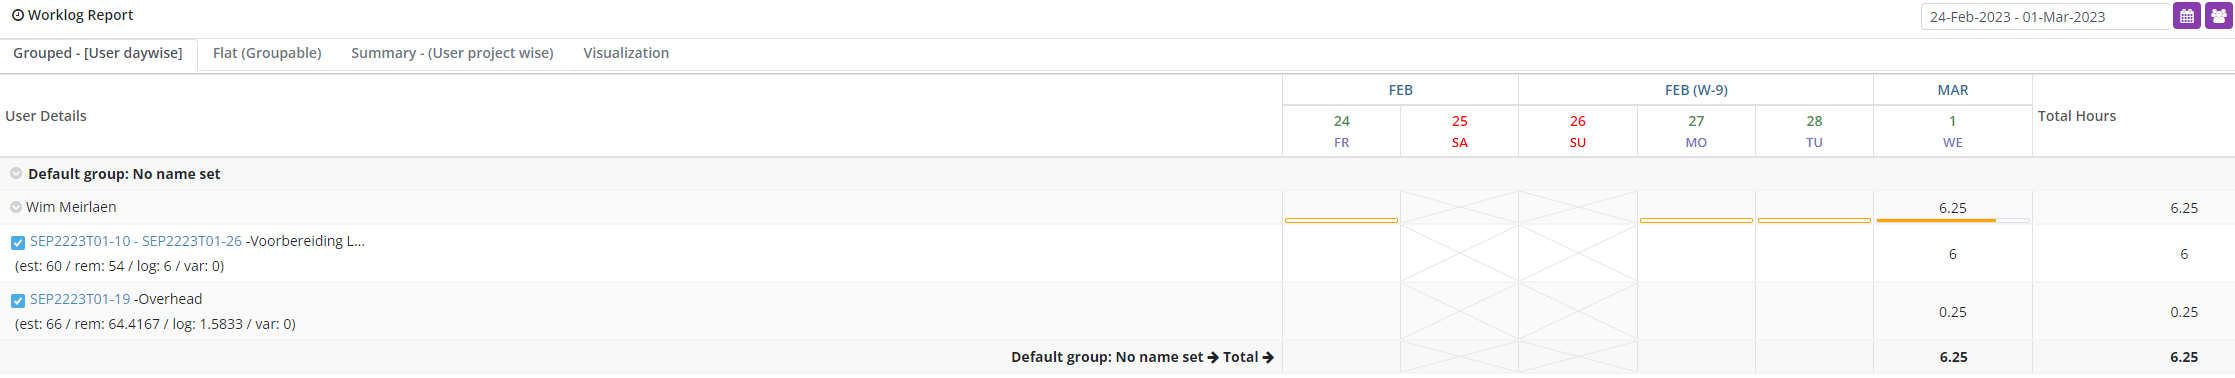 Worklog Report
24-Feb-2023 - 01-Mar-2023
Grouped - [User daywise] Flat (Groupable) Summary - (User project wise) Visualization
FEB FEB (W-9) MAR
User Details Total Hours
24 25 26 27 28 1
FR SA SU MO TU WE
Default group: No name set
Wim Meirlaen 6.25 6.25
SEP2223T01-10 - SEP2223T01-26 -Voorbereiding L...
6 6
(est: 60 / rem: 54 / log: 6 / var: 0)
SEP2223T01-19 -Overhead
0.25 0.25
(est: 66 / rem: 64.4167 / log: 1.5833 / var: 0)
Default group: No name set → Total → 6.25 6.25